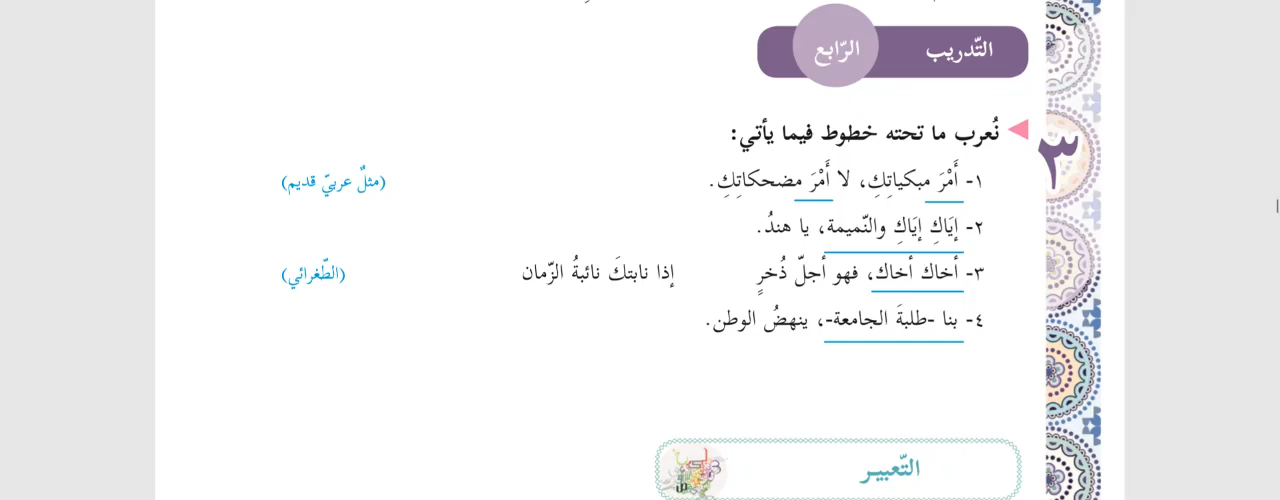 التّدريب الرّابع
٣
نُعرب ما تحته خطوط فيما يأتي:
١- أَمْرَ مبكياتِكِ، لا أَمْرَ مضحكاتِكِ. (مثلٌ عربيّ قديم)
٢- إيَاكِ إيَاكِ والنّميمة، يا هندُ.
٣- أخاك أخاك، فهو أجلّ ذُخرٍ إذا نابتكَ نائبةُ الزّمان (الطّغرائي)
٤- بنا -طلبةَ الجامعة-، ينهضُ الوطن.
التّعبير